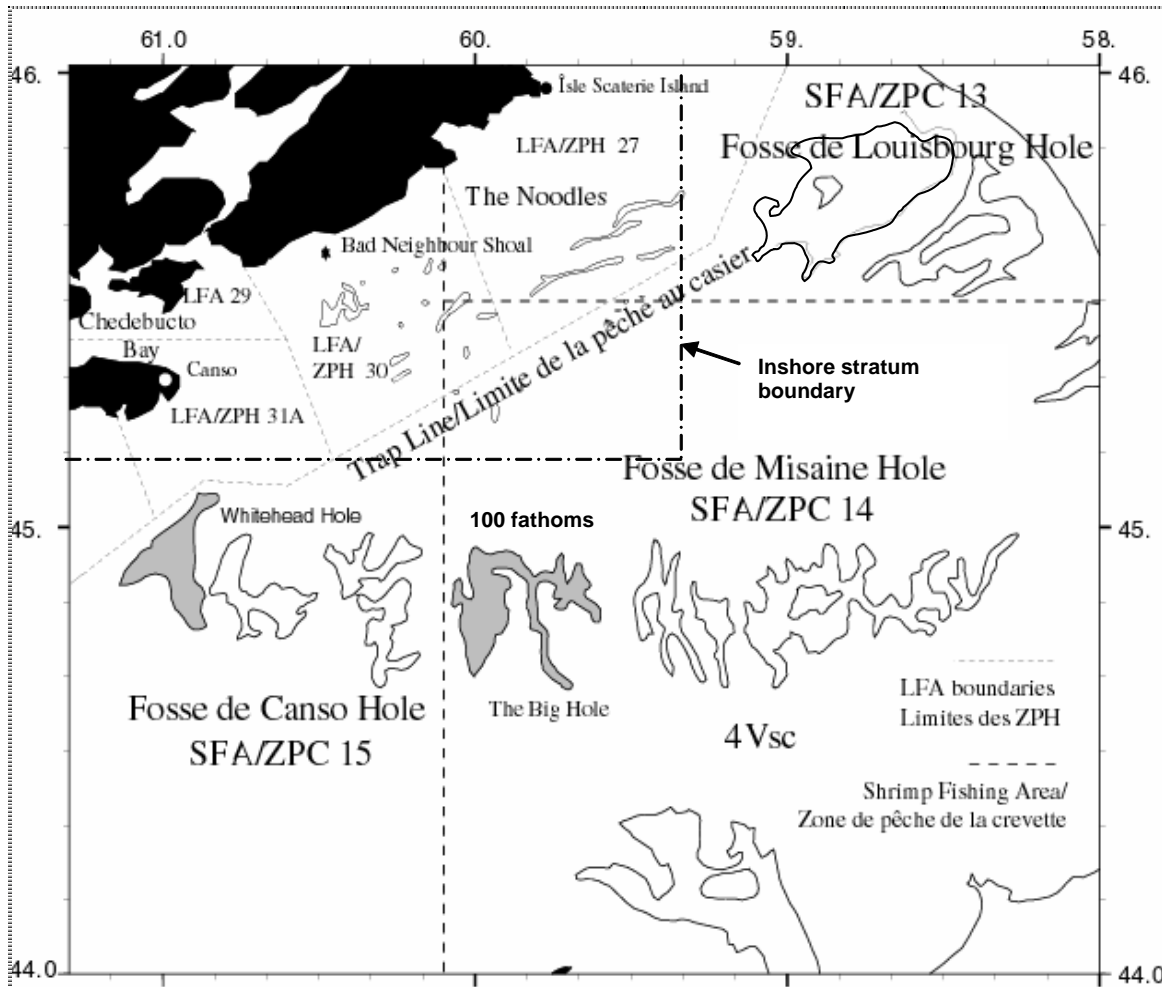 61.0 60. 59. 58.
46. 46.
Îsle Scaterie Island
SFA/ZPC 13
LFA/ZPH 27
Fosse de Louisbourg Hole
The Noodles
Bad Neighbour Shoal
LFA 29
Chedebucto
Bay
LFA/
ZPH 30
Canso
LFA/ZPH 31A
Inshore stratum
boundary
Trap Line/Limite de la pêche au casier
Fosse de Misaine Hole
SFA/ZPC 14
Whitehead Hole
100 fathoms
45. 45.
LFA boundaries
Limites des ZPH
Fosse de Canso Hole
SFA/ZPC 15
The Big Hole
4Vsc
Shrimp Fishing Area/
Zone de pêche de la crevette
44.0 44.0